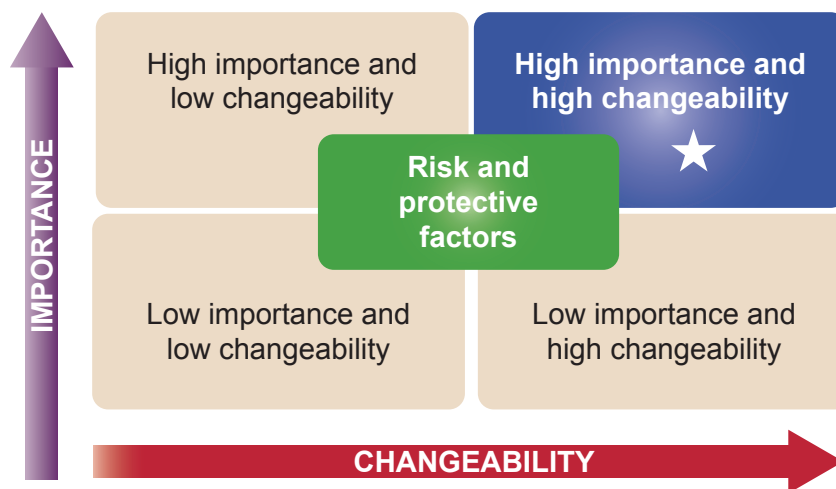 High importance and
low changeability
High importance and
high changeability
Risk and
protective
factors
IMPORTANCE
Low importance and
low changeability
Low importance and
high changeability
CHANGEABILITY